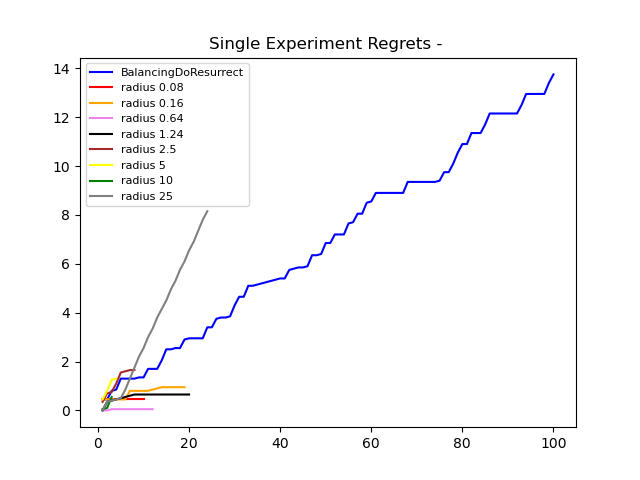 Single Experiment Regrets -
14
12
10
8
6
4
2
0
BalancingDoResurrect
radius 0.08
radius 0.16
radius 0.64
radius 1.24
radius 2.5
radius 5
radius 10
radius 25
0 20 40 60 80 100